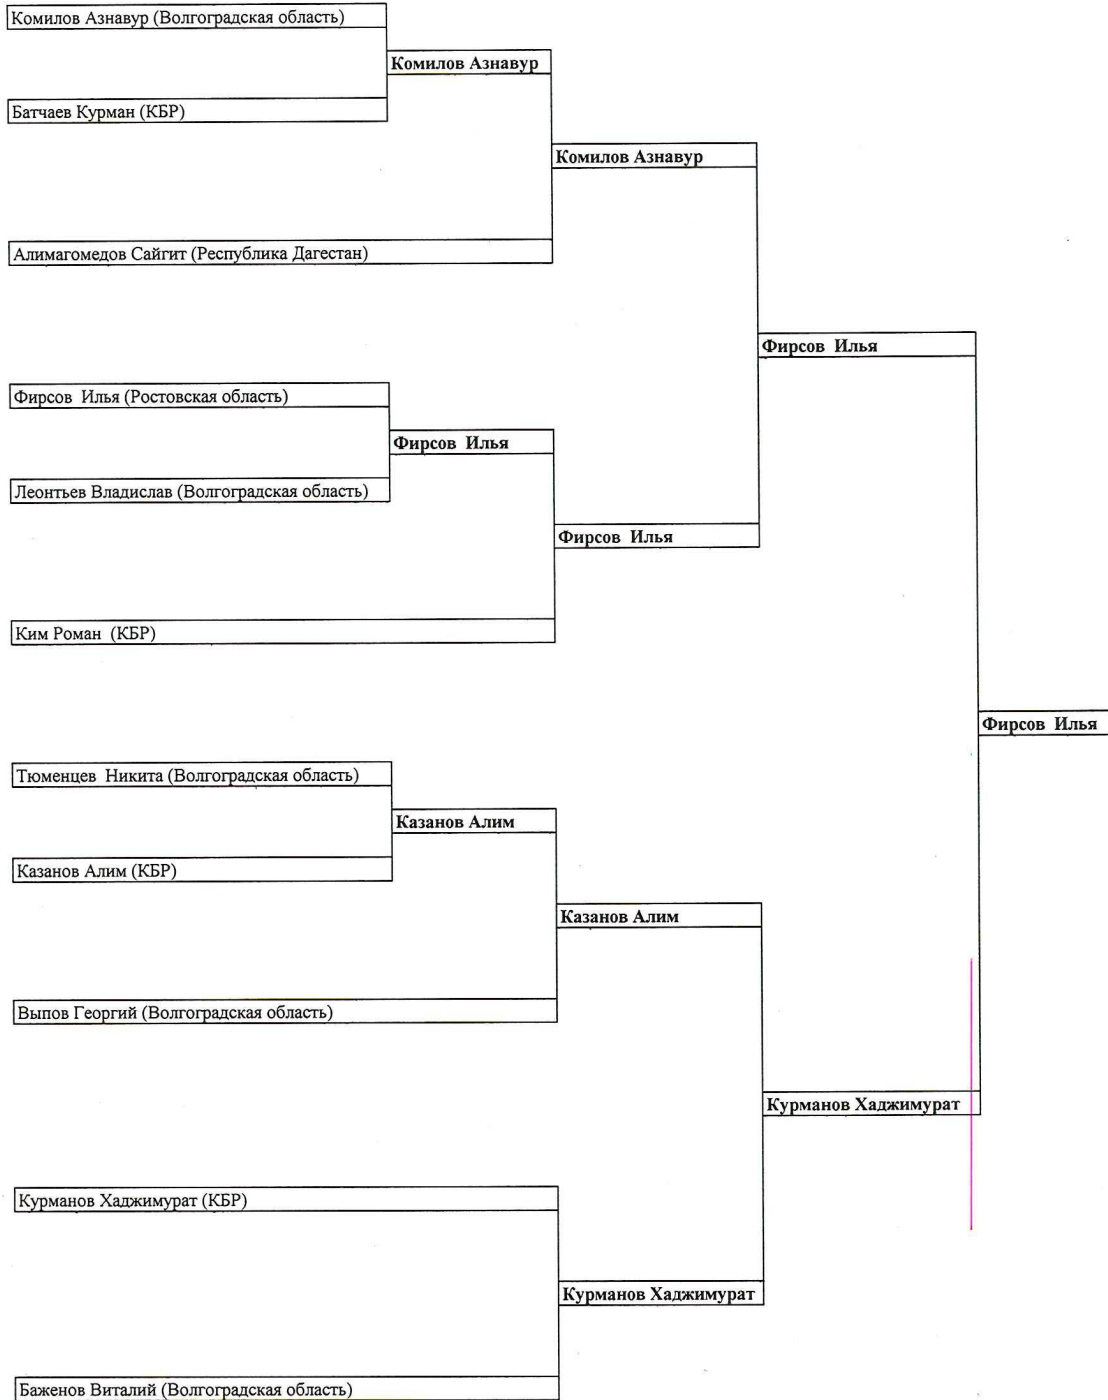 Комилов Азнавур (Волгоградская область)
Комилов Азнавур
Батчаев Курман (КБР)
Комилов Азнавур
Алимагомедов Сайгит (Республика Дагестан)
Фирсов Илья
Фирсов Илья (Ростовская область)
Фирсов Илья
Леонтьев Владислав (Волгоградская область)
Фирсов Илья
Ким Роман (КБР)
Фирсов Илья
Тюменцев Никита (Волгоградская область)
Казанов Алим
Казанов Алим (КБР)
Казанов Алим
Выпов Георгий (Волгоградская область)
Курманов Хаджимурат
Курманов Хаджимурат (КБР)
Курманов Хаджимурат
Баженов Виталий (Волгоградская область)